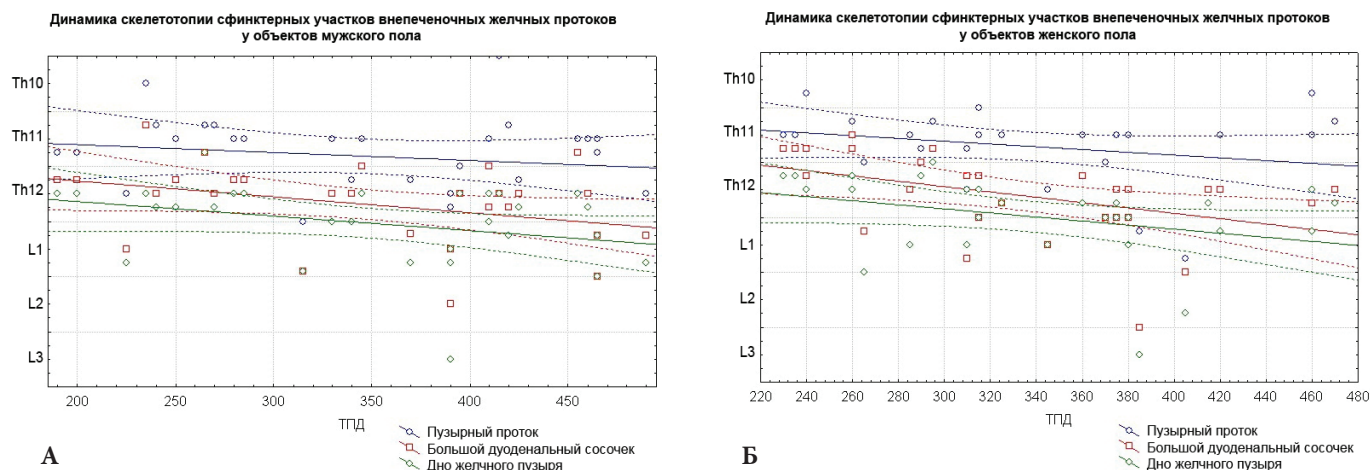 Динамика скелетотопии сфинктерных участков внепеченочных желчных протоков
у объектов мужского пола
Th10
Th11
Th12
L1
L2
L3
200 250 300 350 400 450
ТПД
Пузырный проток
Большой дуоденальный сосочек
Дно желчного пузыря
А
Динамика скелетотопии сфинктерных участков внепеченочных желчных протоков
у объектов женского пола
Th10
Th11
Th12
L1
L2
L3
220 240 260 280 300 320 340 360 380 400 420 440 460 480
ТПД
Пузырный проток
Большой дуоденальный сосочек
Дно желчного пузыря
Б